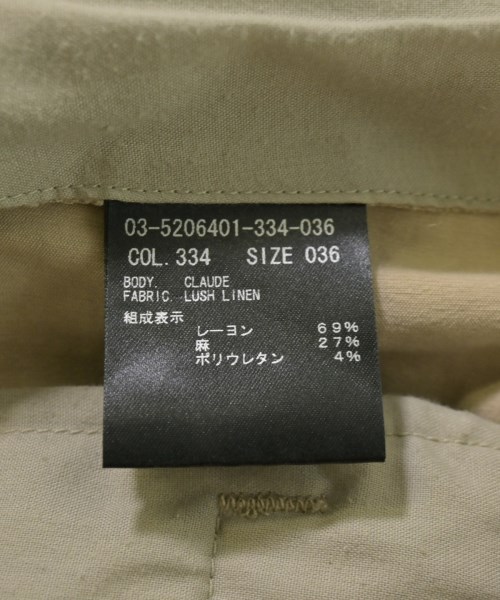 03-5206401-334-036
COL. 334 SIZE 036
BODY. CLAUDE
FABRIC. LUSH LINEN
組成表示
レーヨン 69%
麻 27%
ポリウレタン 4%